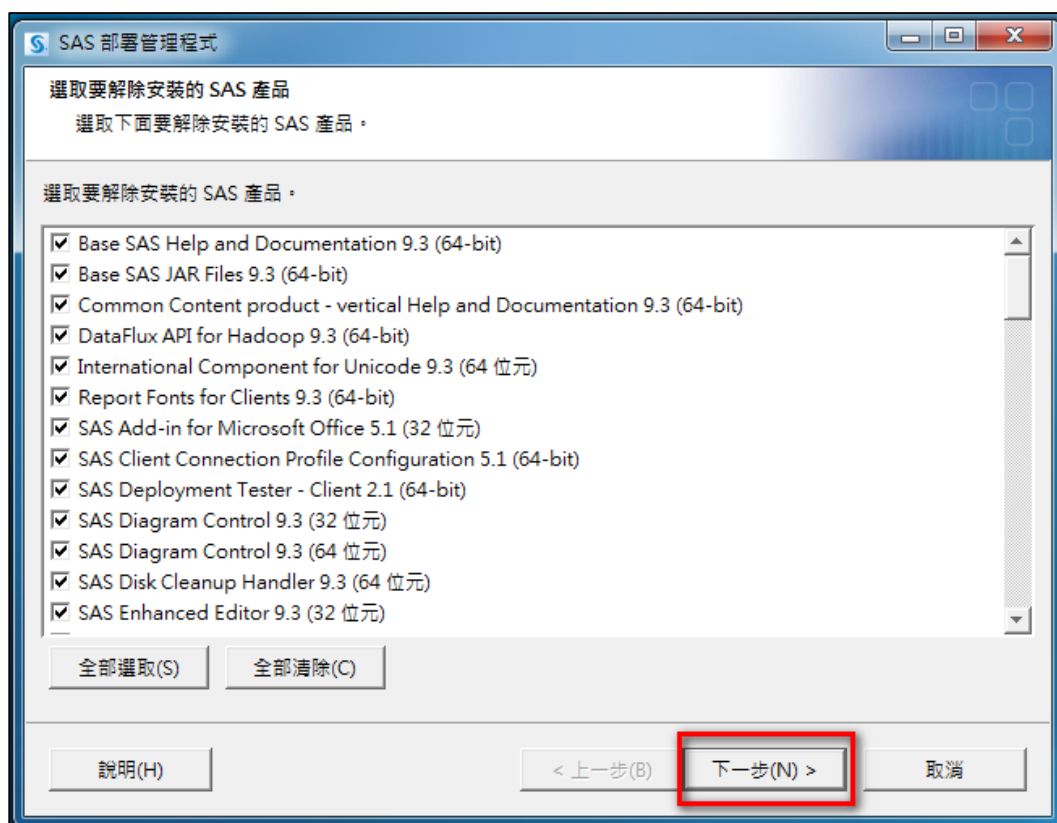 SAS 部署管理程式
選取要解除安裝的 SAS 產品
選取下面要解除安裝的 SAS 產品。
選取要解除安裝的 SAS 產品。
Base SAS Help and Documentation 9.3 (64-bit)
Base SAS JAR Files 9.3 (64-bit)
Common Content product - vertical Help and Documentation 9.3 (64-bit)
DataFlux API for Hadoop 9.3 (64-bit)
International Component for Unicode 9.3 (64 位元)
Report Fonts for Clients 9.3 (64-bit)
SAS Add-in for Microsoft Office 5.1 (32 位元)
SAS Client Connection Profile Configuration 5.1 (64-bit)
SAS Deployment Tester - Client 2.1 (64-bit)
SAS Diagram Control 9.3 (32 位元)
SAS Diagram Control 9.3 (64 位元)
SAS Disk Cleanup Handler 9.3 (64 位元)
SAS Enhanced Editor 9.3 (32 位元)
全部選取(S) 全部清除(C)
說明(H) < 上一步(B) 下一步(N) > 取消